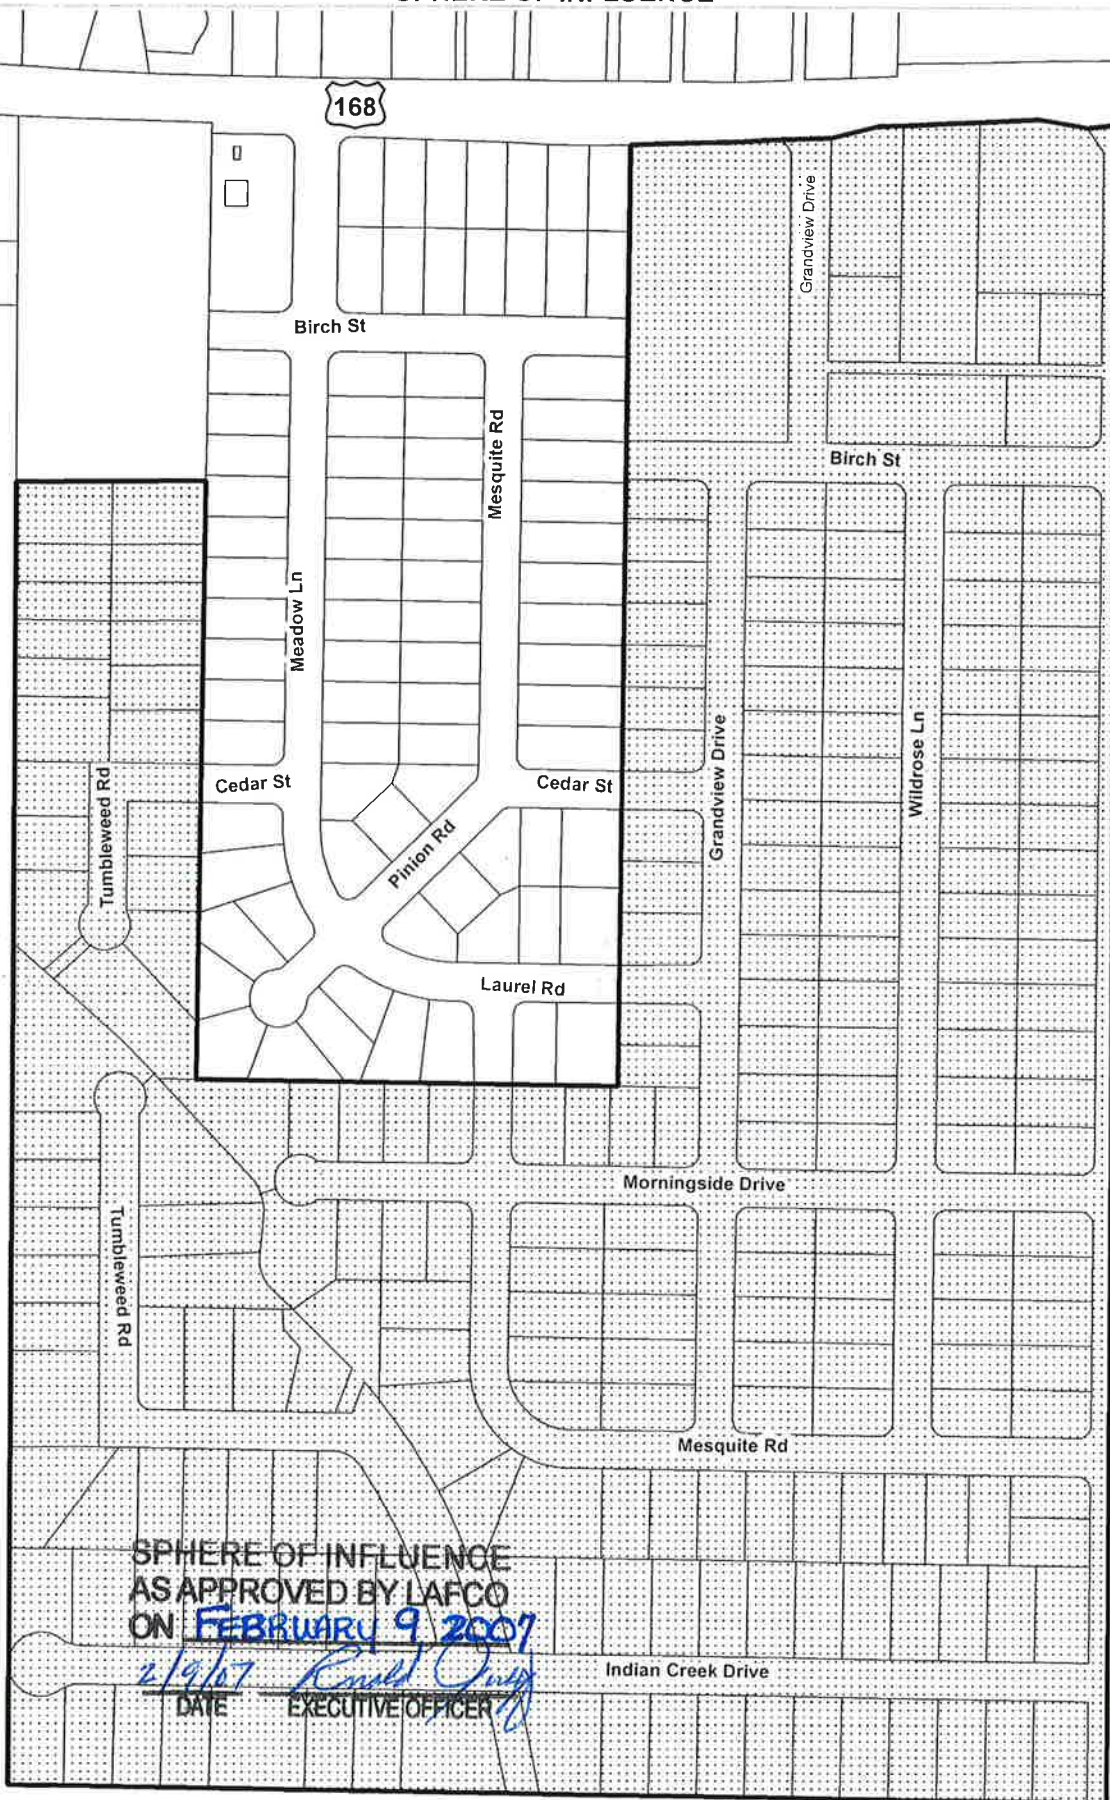 168
Grandview Drive
Birch St
Mesquite Rd
Birch St
Meadow Ln
Grandview Drive
Wildrose Ln
Cedar St
Cedar St
Tumbleweed Rd
Pinion Rd
Laurel Rd
Morningside Drive
Tumbleweed Rd
Mesquite Rd
SPHERE OF INFLUENCE
AS APPROVED BY LAFCO
ON FEBRUARY 9, 2007
Indian Creek Drive
2/9/07
DATE EXECUTIVE OFFICER